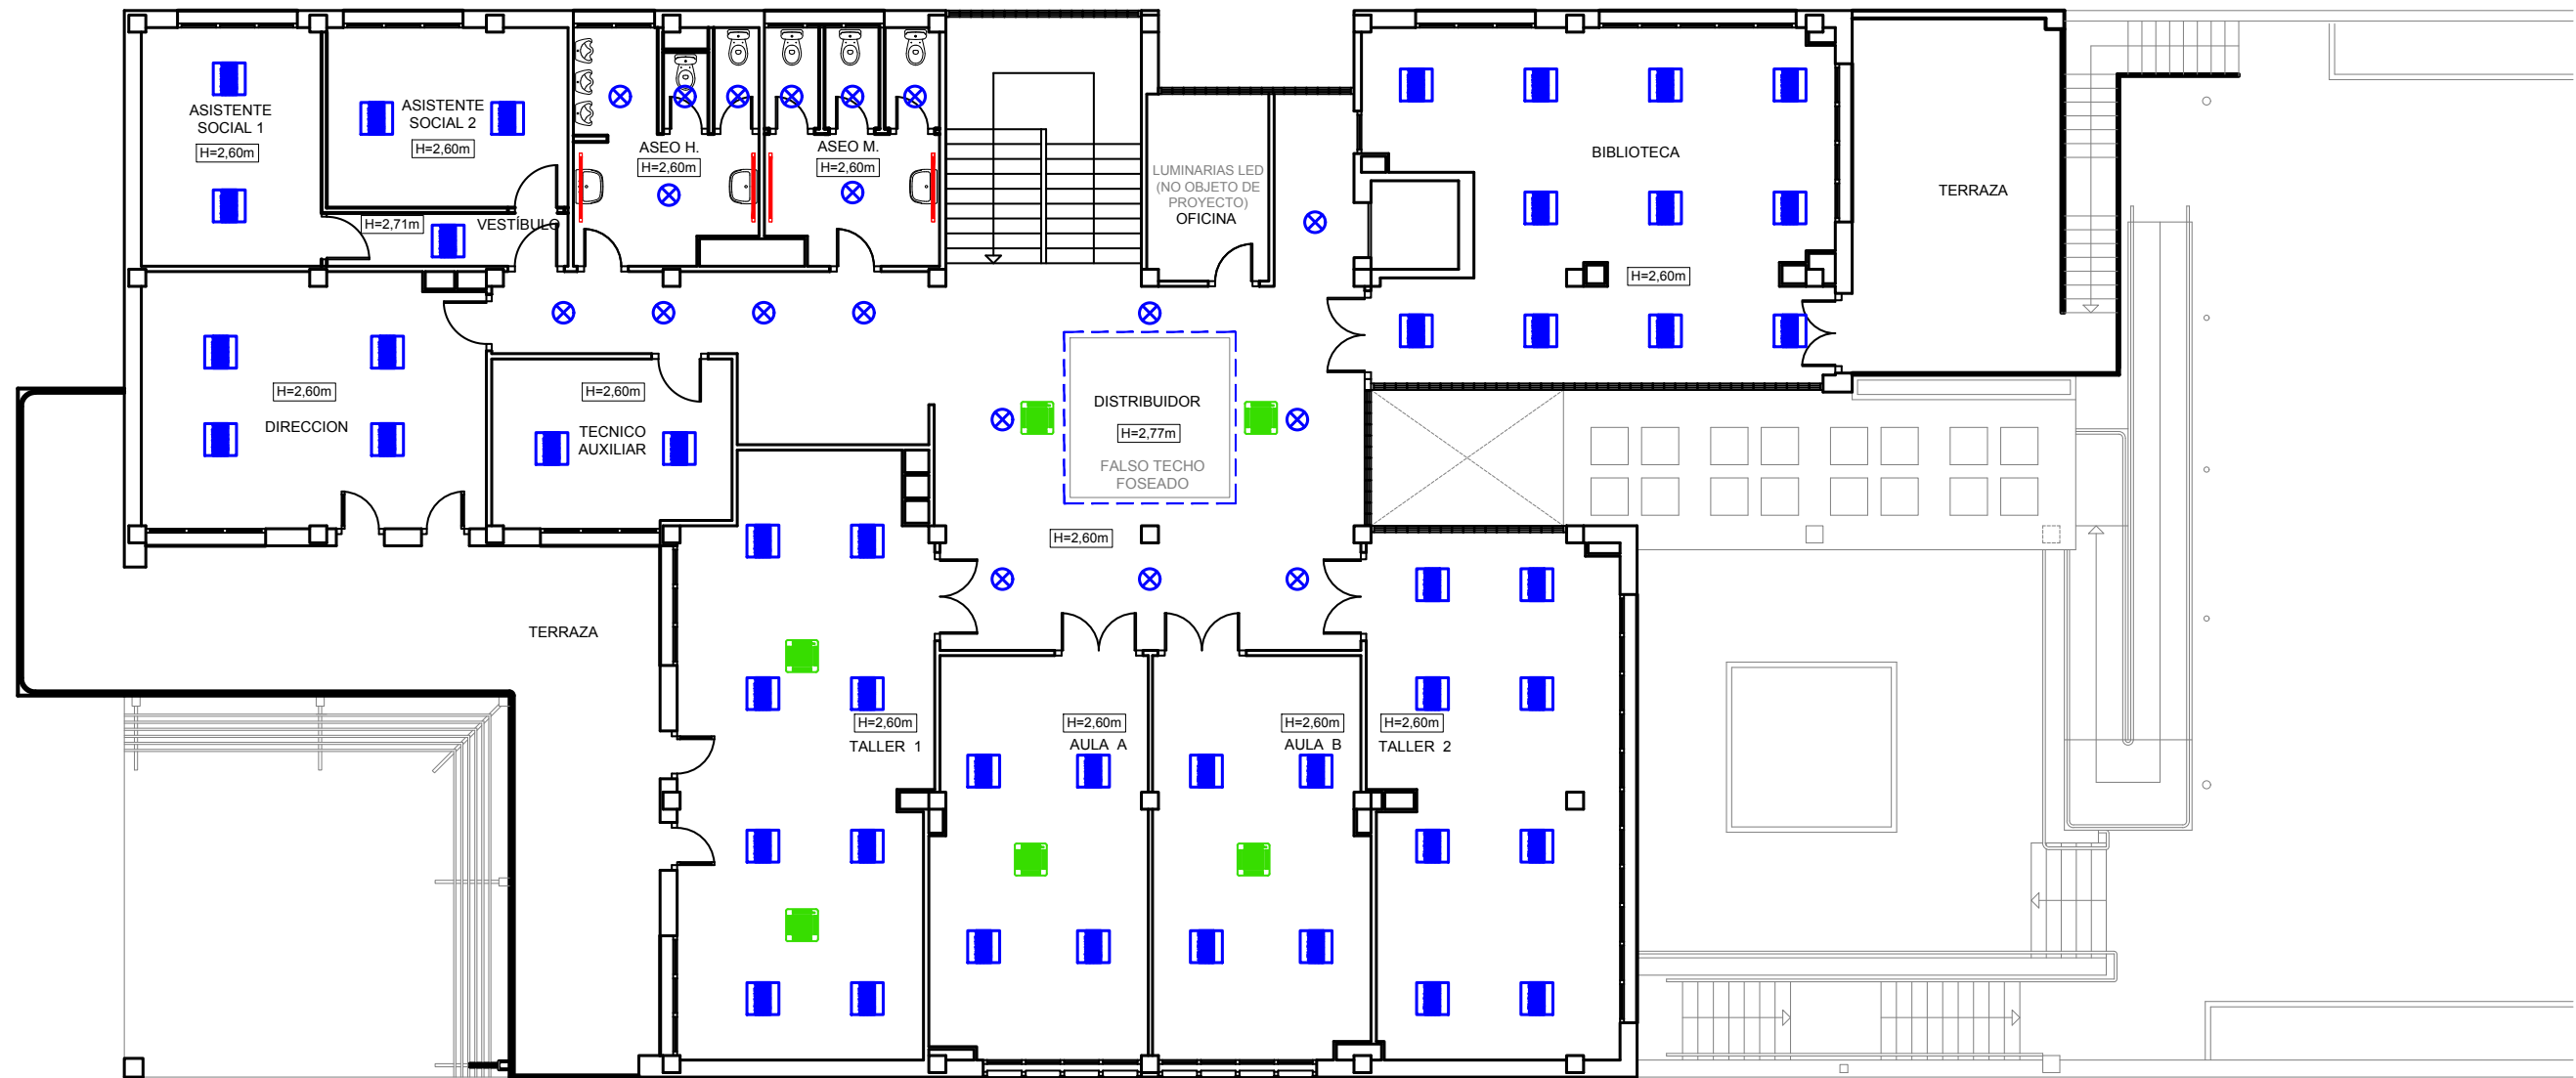 ASISTENTE
SOCIAL 1
H=2,60m
ASISTENTE
SOCIAL 2
H=2,60m
ASEO H.
H=2,60m
ASEO M.
H=2,60m
LUMINARIAS LED
(NO OBJETO DE
PROYECTO)
OFICINA
BIBLIOTECA
TERRAZA
H=2,71m
VESTÍBULO
H=2,60m
H=2,60m
DIRECCION
H=2,60m
TECNICO
AUXILIAR
DISTRIBUIDOR
H=2,77m
FALSO TECHO
FOSEADO
H=2,60m
TERRAZA
H=2,60m
TALLER 1
H=2,60m
AULA A
H=2,60m
AULA B
H=2,60m
TALLER 2